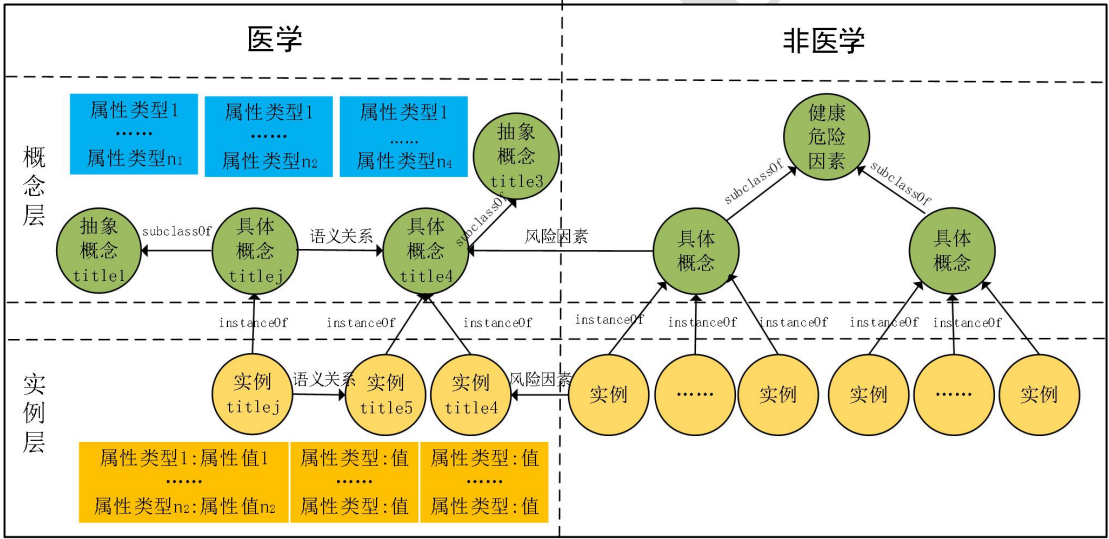 医学
非医学
概念层
属性类型1
……
属性类型n₁
属性类型1
……
属性类型n₂
属性类型1
……
属性类型n₄
抽象
概念
title3
健康
危险
因素
抽象
概念
title1
subclassOf
具体
概念
titlej
语义关系
具体
概念
title4
subclassOf
风险因素
具体
概念
subclassOf
subclassOf
具体
概念
instanceOf
instanceOf
instanceOf
instanceOf
instanceOf
instanceOf
instanceOf
instanceOf
实例层
实例
titlej
语义关系
实例
title5
实例
title4
风险因素
实例
……
实例
实例
……
实例
属性类型1:属性值1
……
属性类型n₂:属性值n₂
属性类型:值
……
属性类型:值
属性类型:值
……
属性类型:值